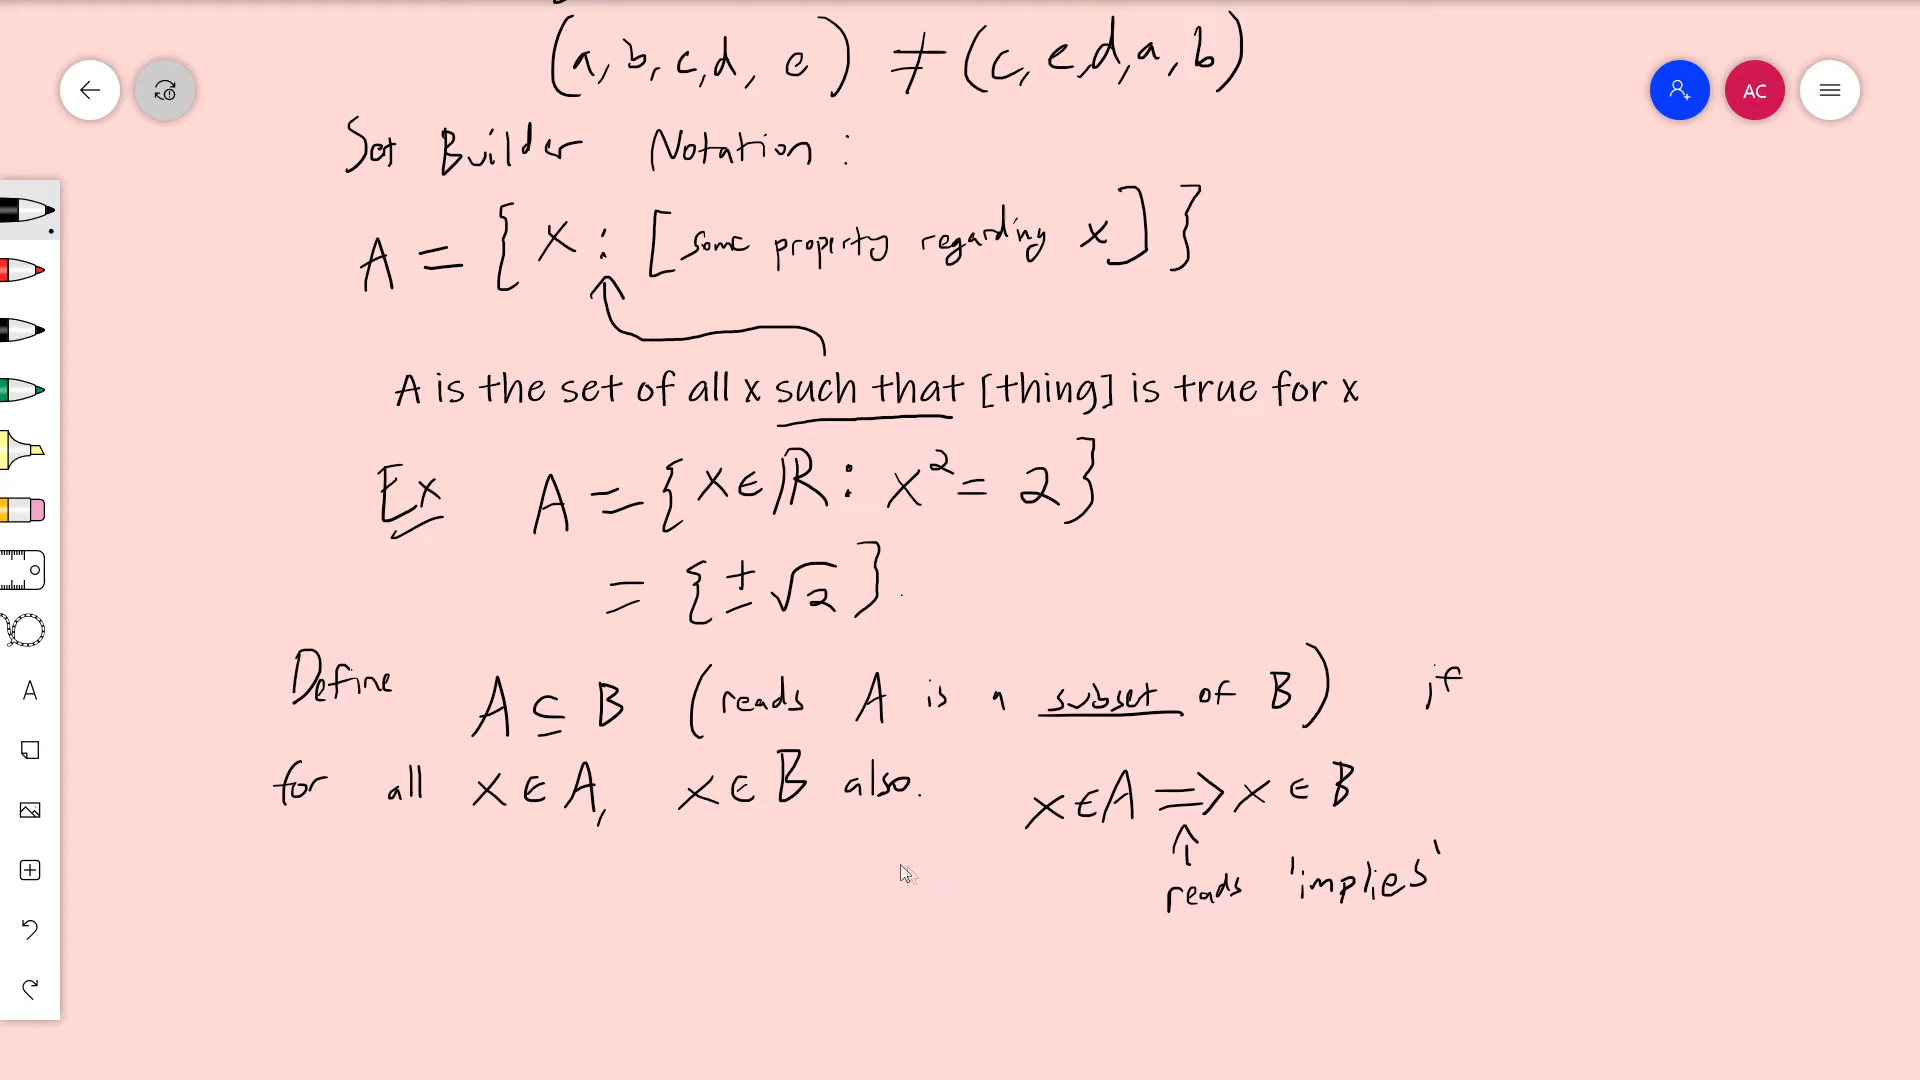 (a, b, c, d, e) ≠ (c, e, d, a, b)
AC
Set Builder Notation:
A = {x : [some property regarding x]}
A is the set of all x such that [thing] is true for x
Ex A = {x ∈ ℝ : x² = 2}
= {± √2}.
Define A ⊆ B (reads A is a subset of B) if
for all x ∈ A, x ∈ B also. x ∈ A ⇒ x ∈ B
reads 'implies'
A